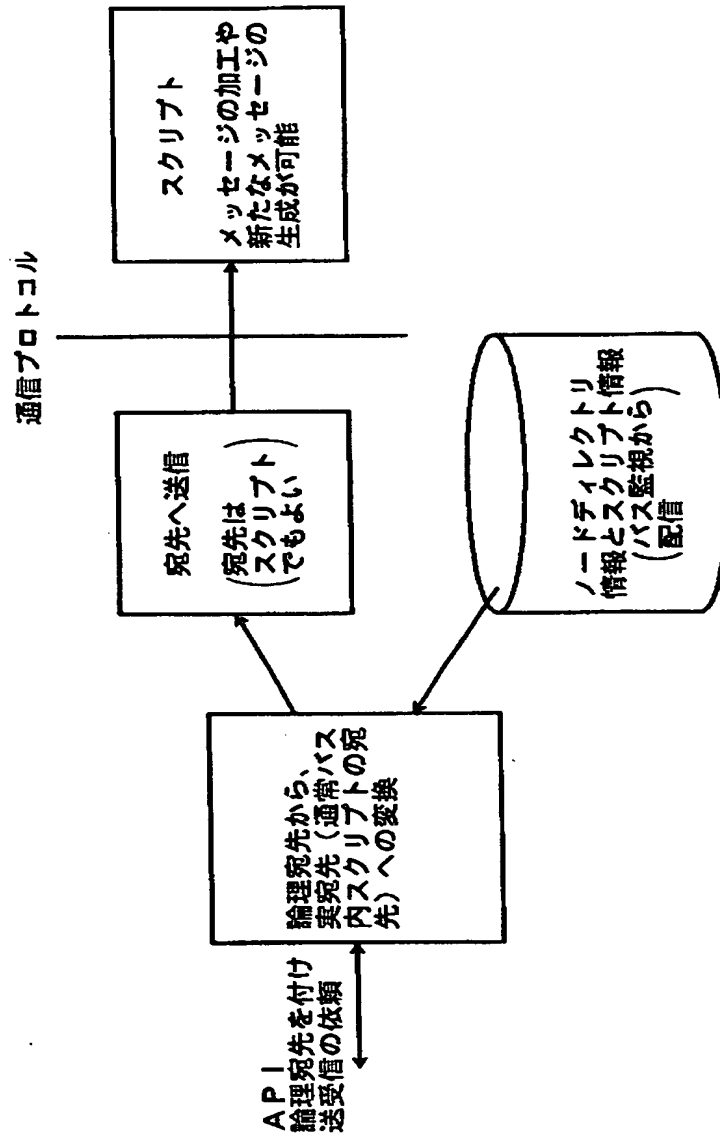 API
論理宛先を付け
送受信の依頼
論理宛先から、
実宛先(通常バス
内スクリプトの宛
先)への変換
宛先へ送信
(宛先は
スクリプト
でもよい)
通信プロトコル
スクリプト
メッセージの加工や
新たなメッセージの
生成が可能
ノードディレクトリ
情報とスクリプト情報
(バス監視から
配信)